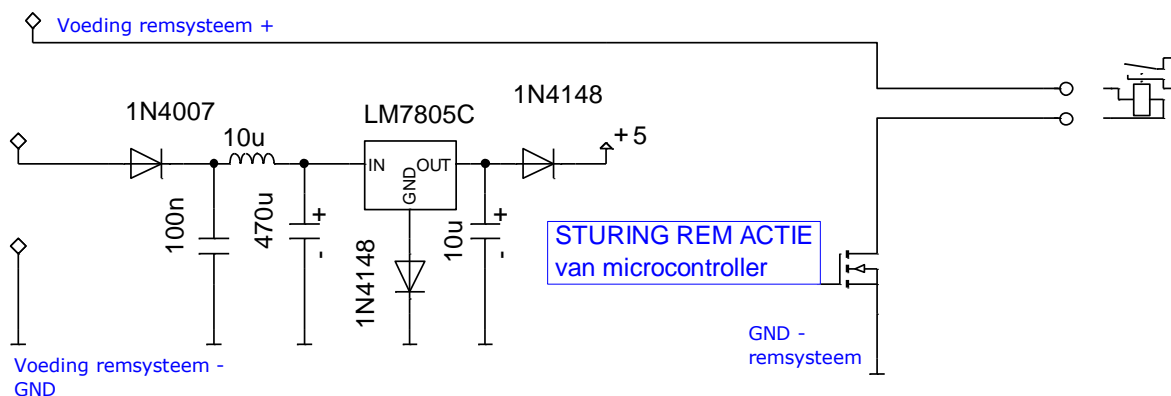 Voeding remsysteem +
1N4007
10u
LM7805C
1N4148
+5
IN
OUT
GND
100n
470u
+
-
1N4148
10u
+
-
STURING REM ACTIE
van microcontroller
Voeding remsysteem -
GND
GND -
remsysteem